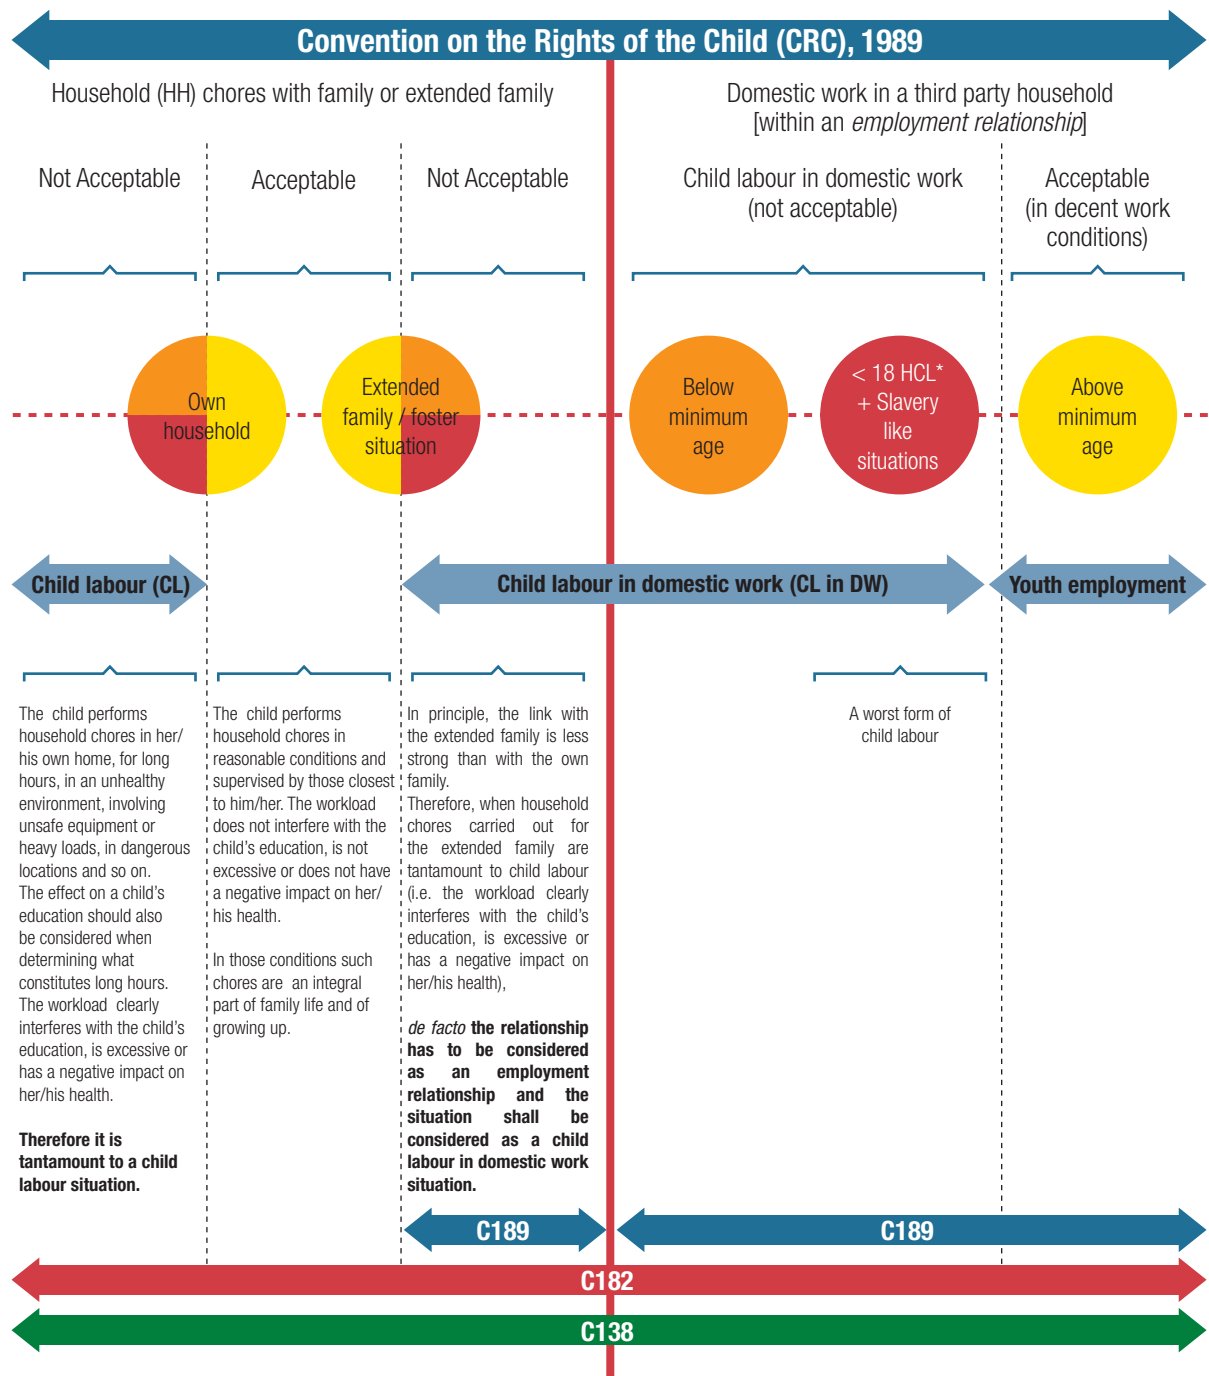 Convention on the Rights of the Child (CRC), 1989
Household (HH) chores with family or extended family
Domestic work in a third party household
[within an employment relationship]
Not Acceptable
Acceptable
Not Acceptable
Child labour in domestic work
(not acceptable)
Acceptable
(in decent work
conditions)
Own
household
Extended
family / foster
situation
Below
minimum
age
< 18 HCL*
+ Slavery
like
situations
Above
minimum
age
Child labour (CL)
Child labour in domestic work (CL in DW)
Youth employment
The child performs
household chores in her/
his own home, for long
hours, in an unhealthy
environment, involving
unsafe equipment or
heavy loads, in dangerous
locations and so on.
The effect on a child's
education should also
be considered when
determining what
constitutes long hours.
The workload clearly
interferes with the child's
education, is excessive or
has a negative impact on
her/his health.
Therefore it is
tantamount to a child
labour situation.
The child performs
household chores in
reasonable conditions and
supervised by those closest
to him/her. The workload
does not interfere with the
child's education, is not
excessive or does not have
a negative impact on her/
his health.
In those conditions such
chores are an integral
part of family life and of
growing up.
In principle, the link with
the extended family is less
strong than with the own
family.
Therefore, when household
chores carried out for
the extended family are
tantamount to child labour
(i.e. the workload clearly
interferes with the child's
education, is excessive or
has a negative impact on
her/his health),
de facto the relationship
has to be considered
as an employment
relationship and the
situation shall be
considered as a child
labour in domestic work
situation.
A worst form of
child labour
C189
C189
C182
C138